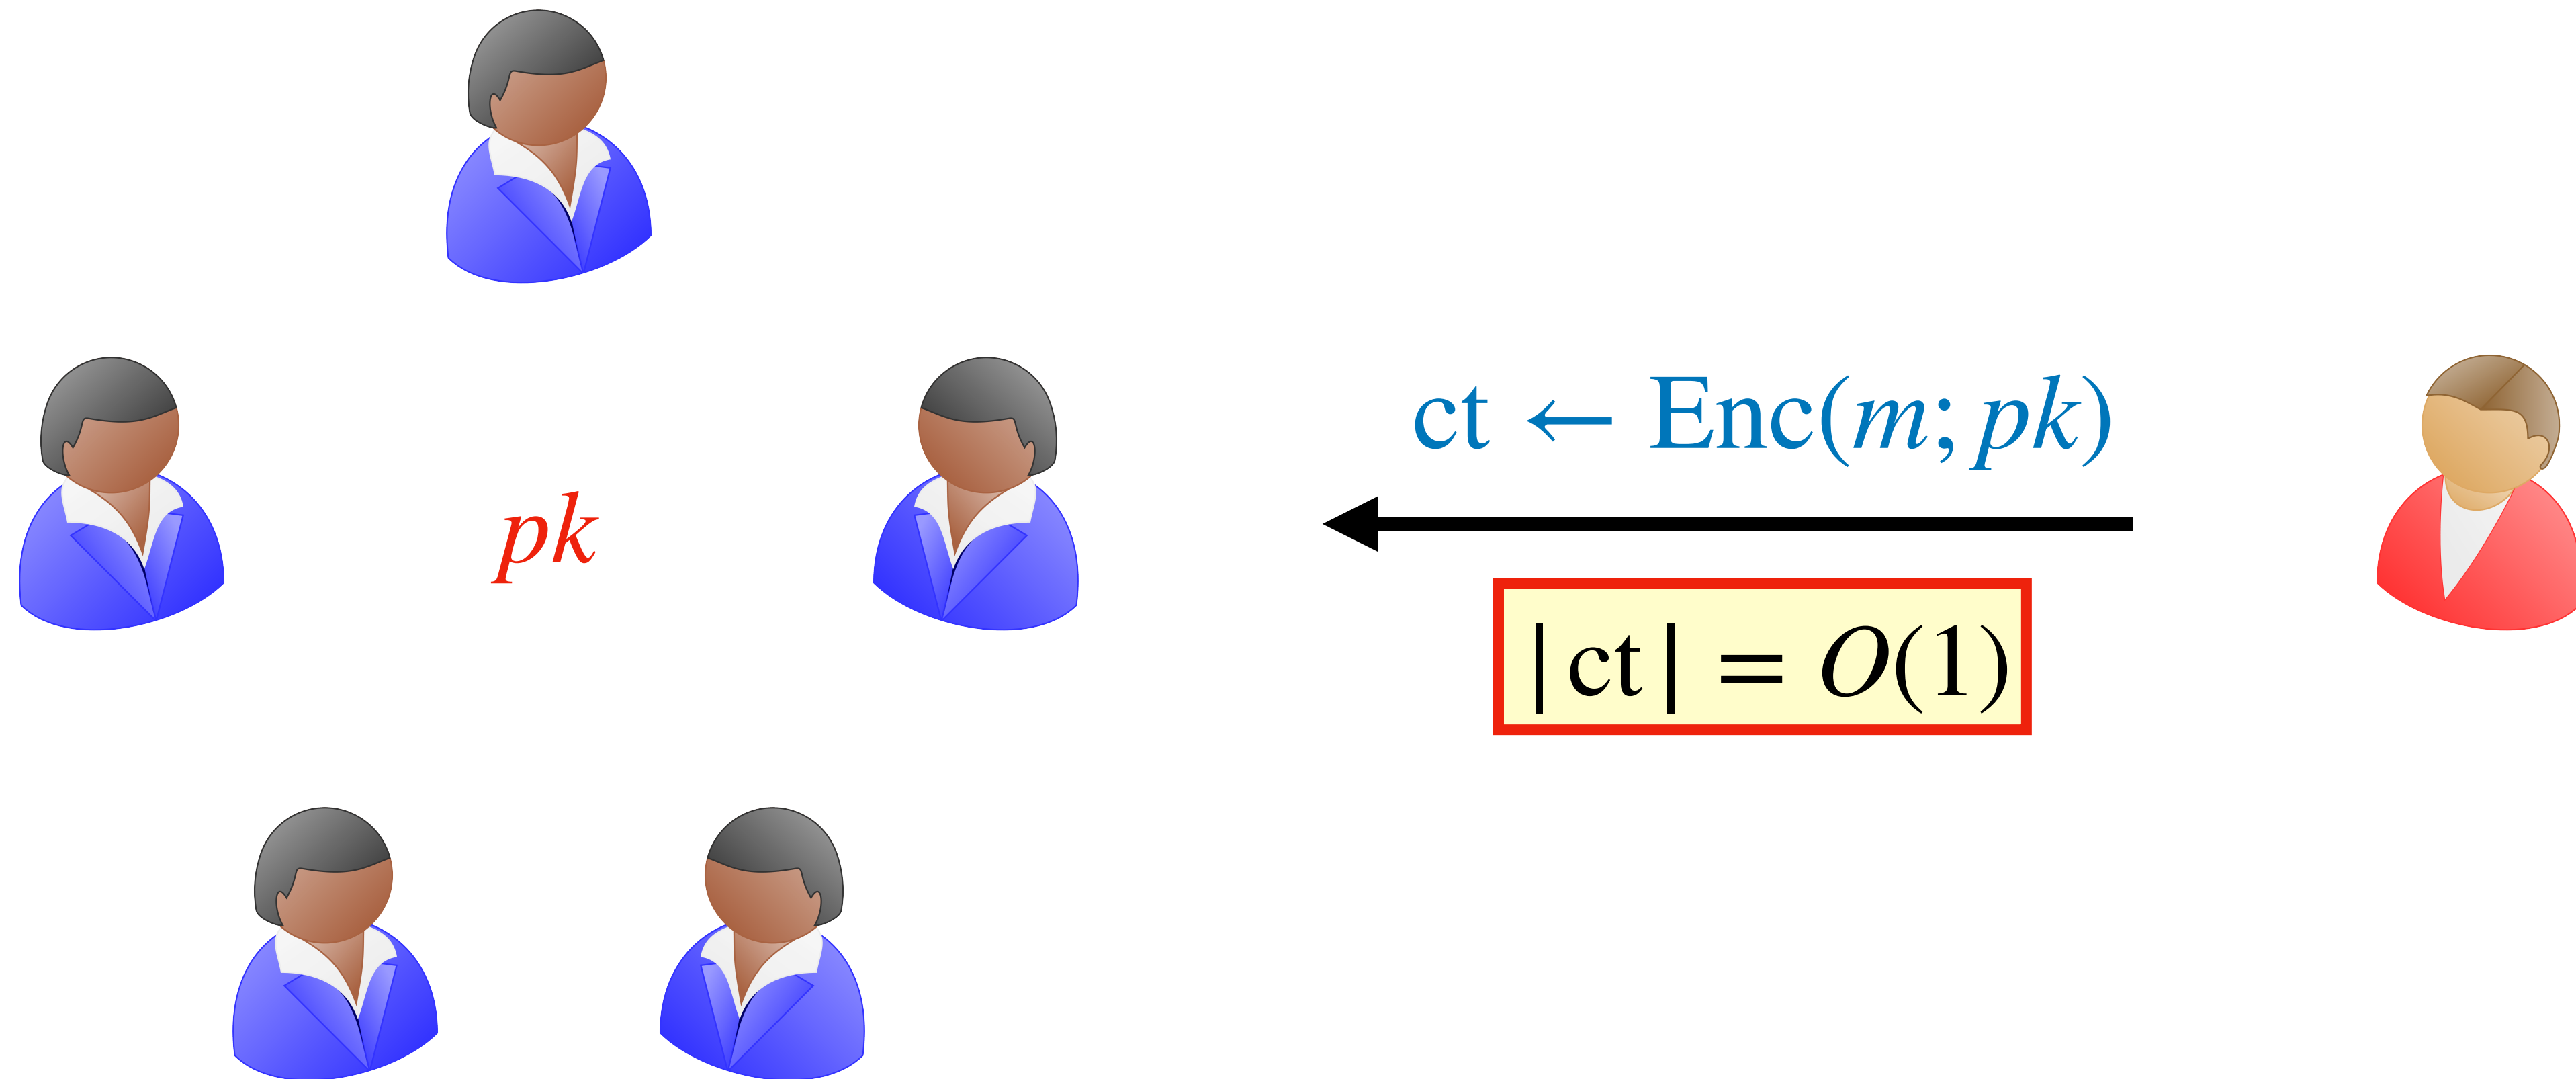 ct ← Enc(m; pk)
pk
|ct| = O(1)